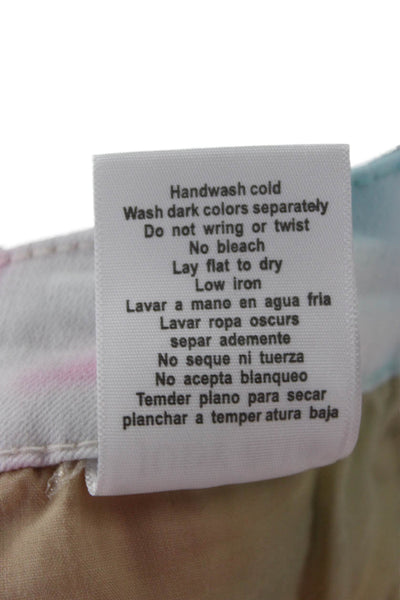 Handwash cold
Wash dark colors separately
Do not wring or twist
No bleach
Lay flat to dry
Low iron
Lavar a mano en agua fria
Lavar ropa oscurs
separ ademente
No seque ni tuerza
No acepta blanqueo
Temder plano para secar
planchar a temper atura baja